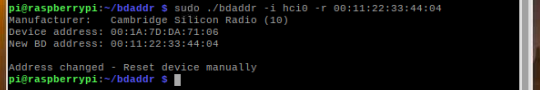 pi@raspberrypi:~/bdaddr $ sudo ./bdaddr -i hci0 -r 00:11:22:33:44:04
Manufacturer:   Cambridge Silicon Radio (10)
Device address: 00:1A:7D:DA:71:06
New BD address: 00:11:22:33:44:04

Address changed - Reset device manually
pi@raspberrypi:~/bdaddr $